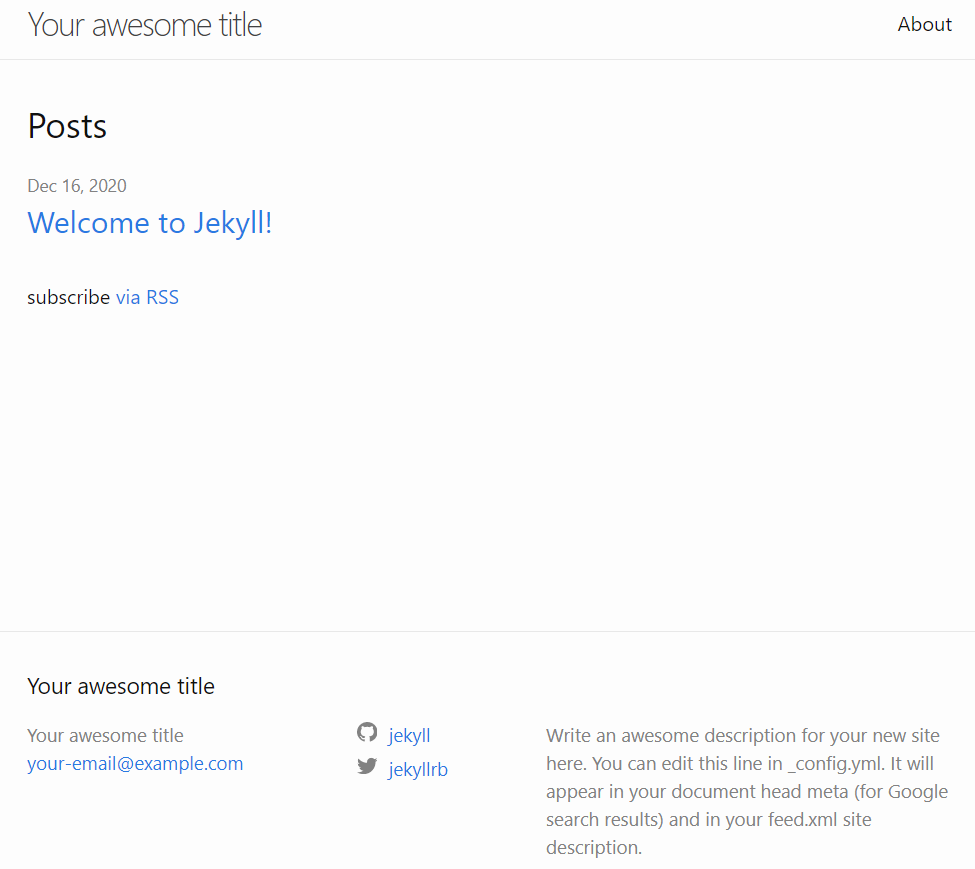 Your awesome title
About
Posts
Dec 16, 2020
Welcome to Jekyll!
subscribe via RSS
Your awesome title
Your awesome title
your-email@example.com
jekyll
jekyllrb
Write an awesome description for your new site
here. You can edit this line in _config.yml. It will
appear in your document head meta (for Google
search results) and in your feed.xml site
description.